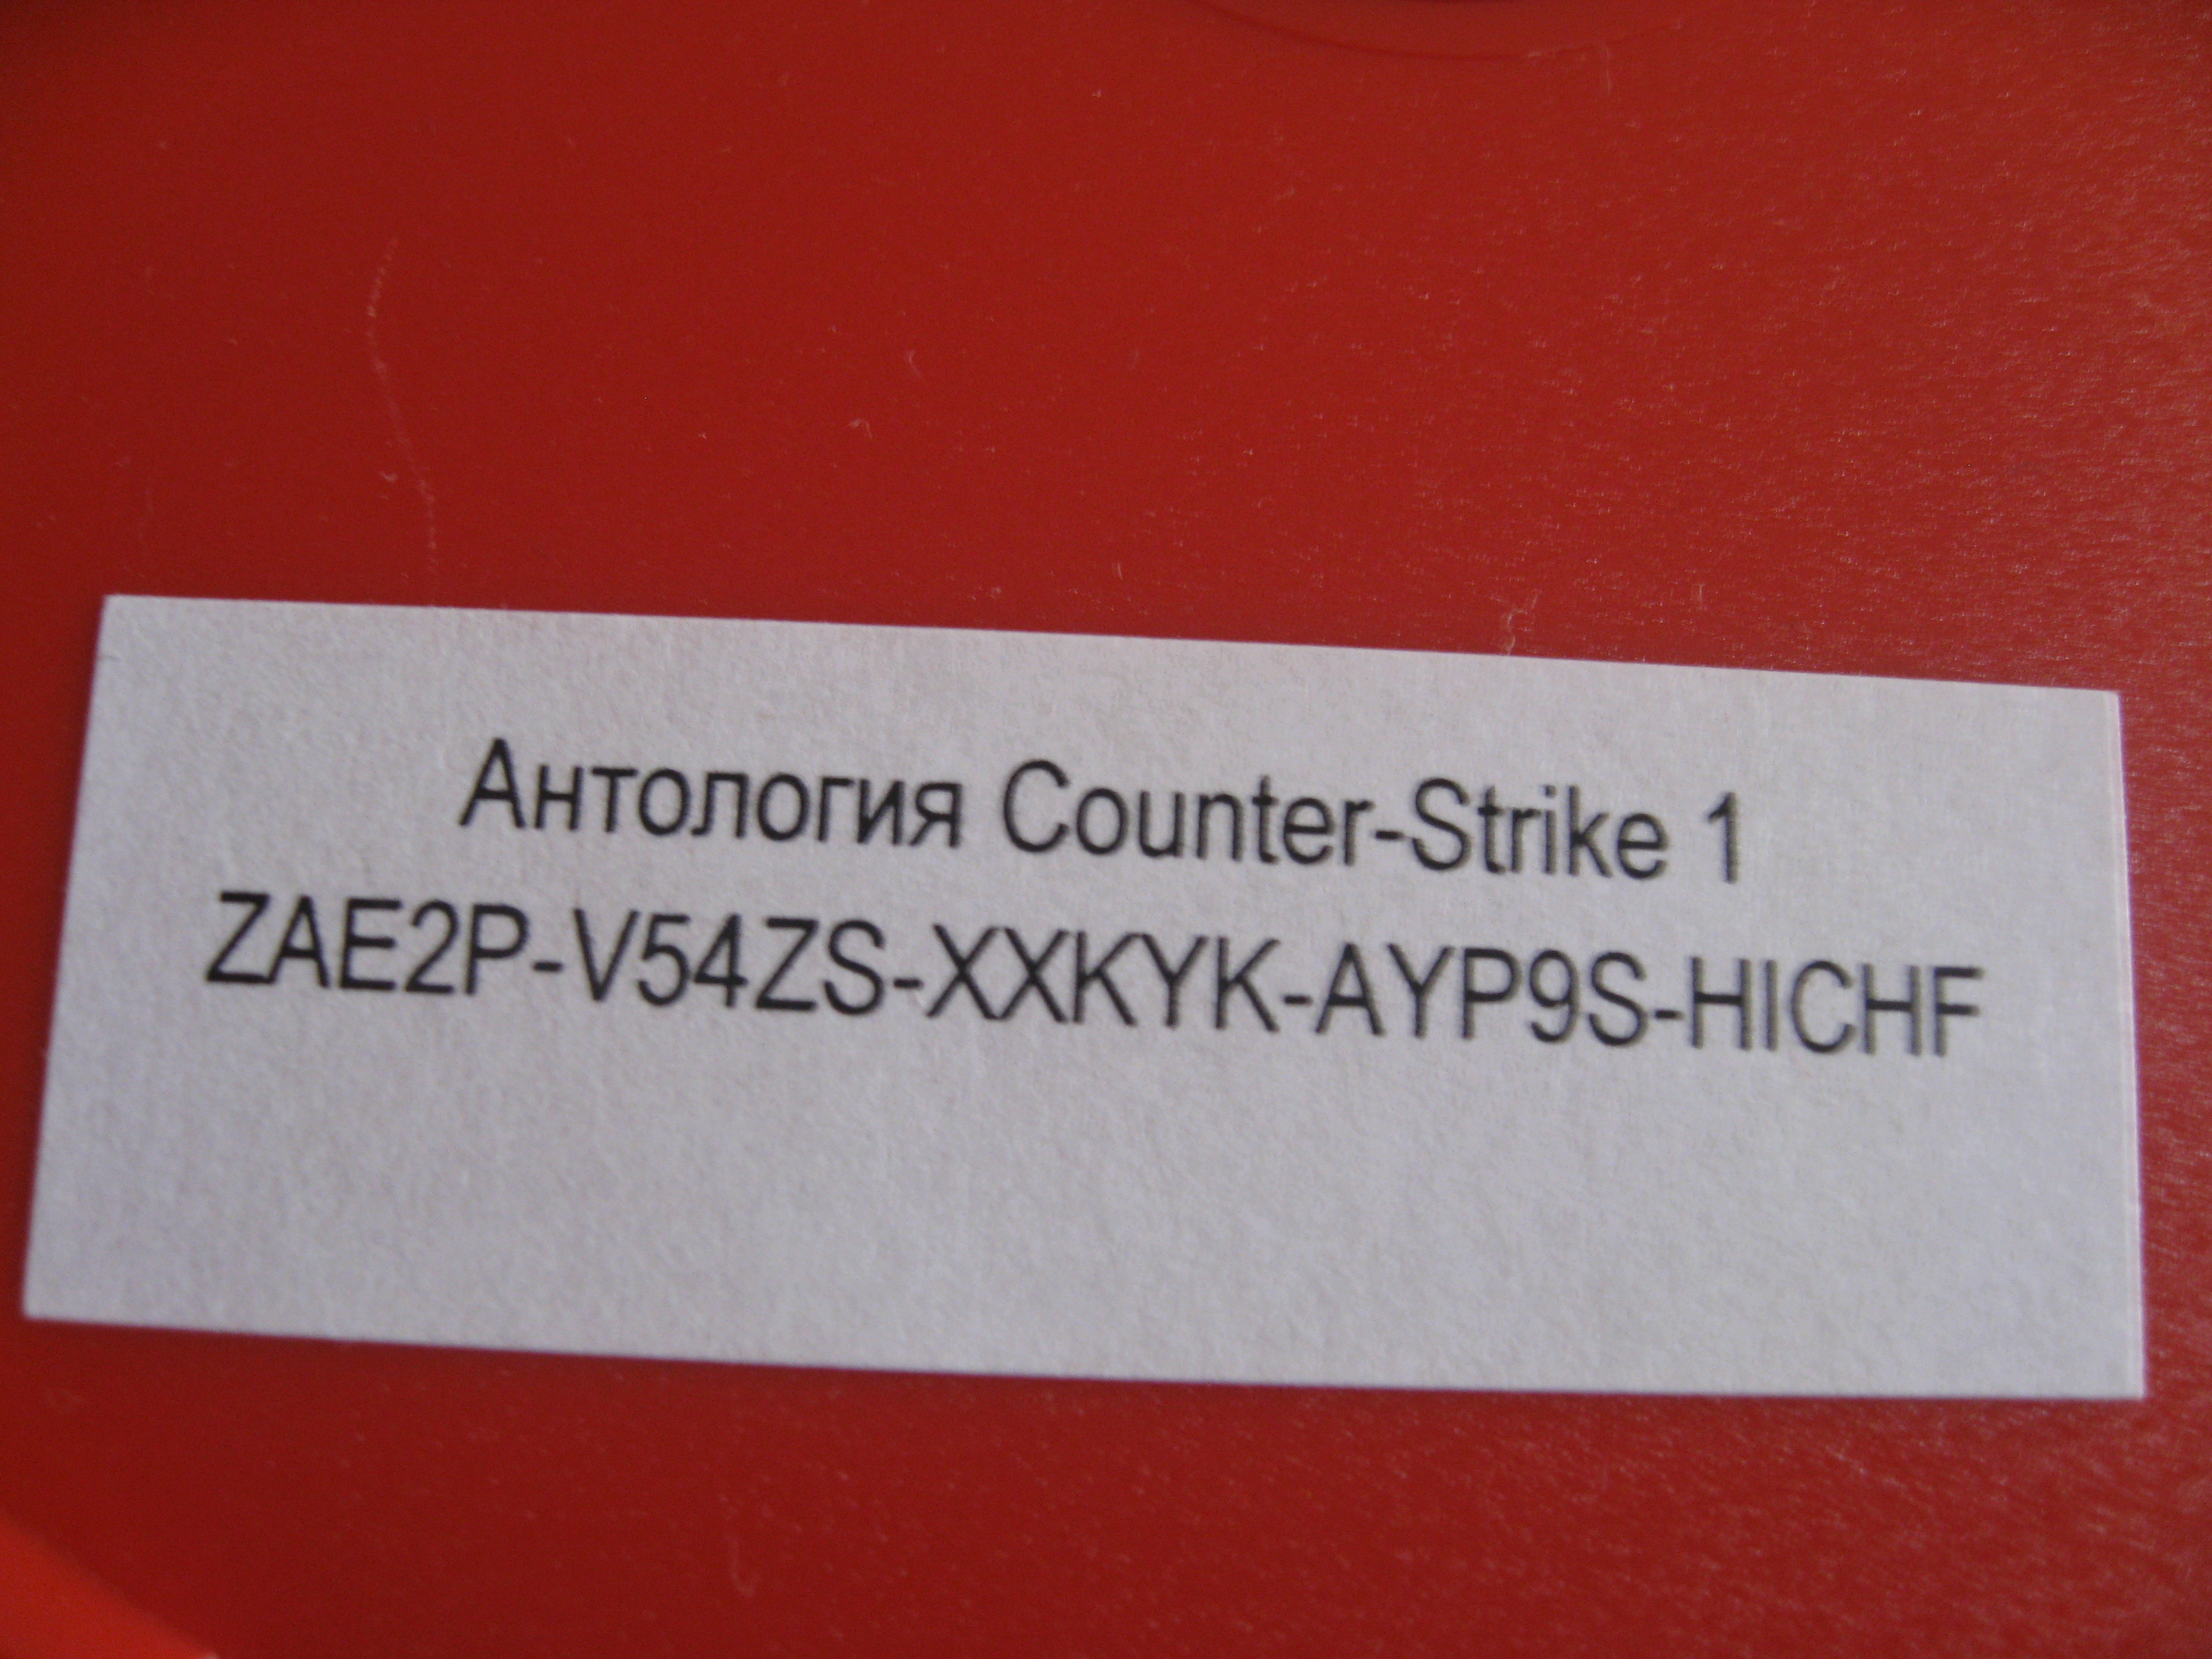 Антология Counter-Strike 1
ZAE2P-V54ZS-XXKYK-AYP9S-HICHF